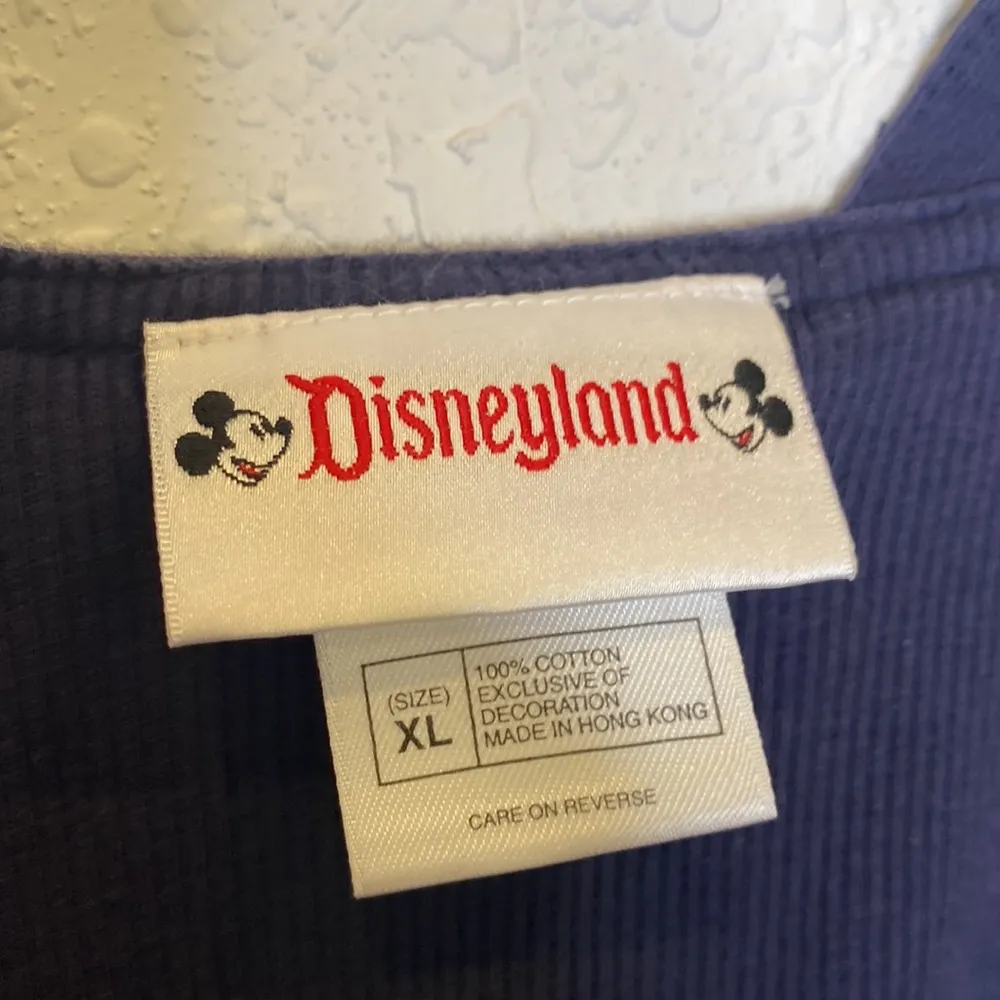 Disneyland
(SIZE)
XL
100% COTTON
EXCLUSIVE OF
DECORATION
MADE IN HONG KONG
CARE ON REVERSE